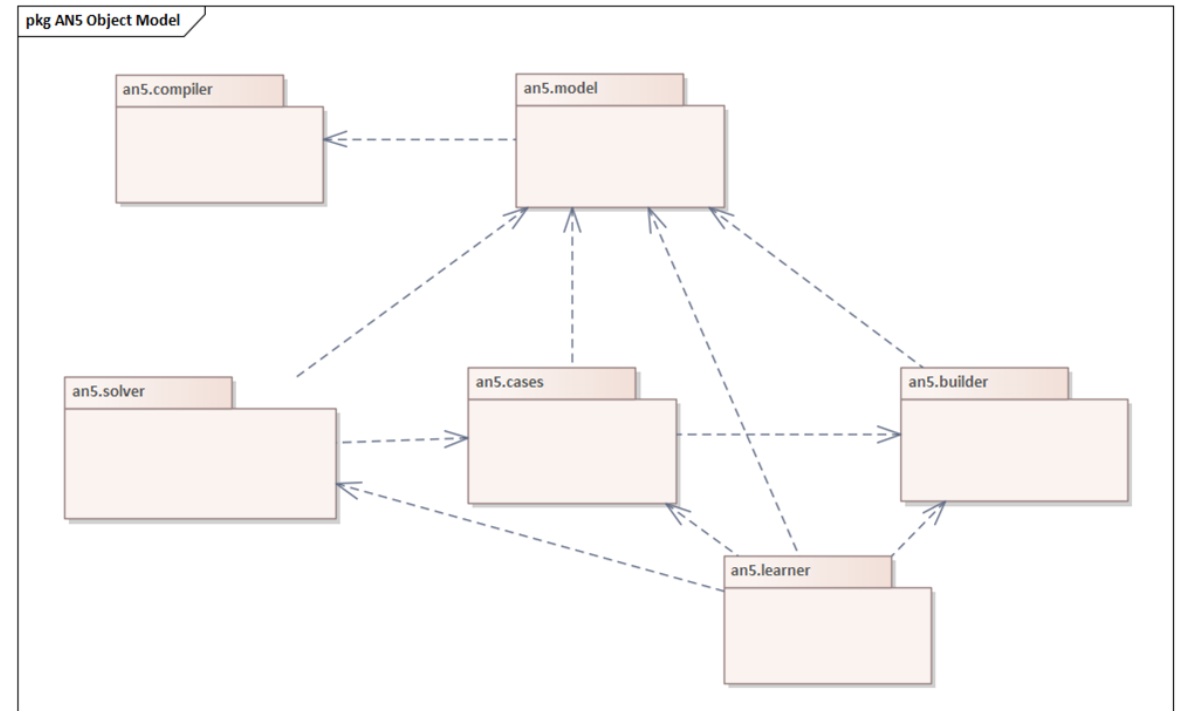 pkg AN5 Object Model
an5.compiler
an5.model
an5.solver
an5.cases
an5.builder
an5.learner